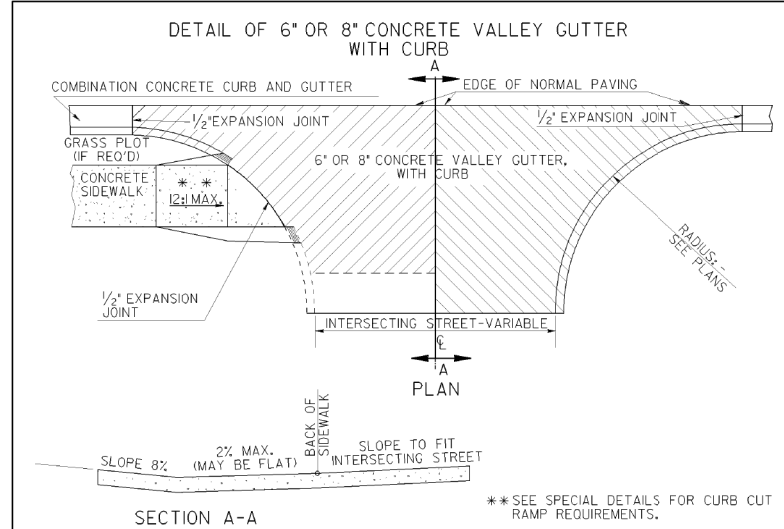 DETAIL OF 6" OR 8" CONCRETE VALLEY GUTTER
WITH CURB
A
COMBINATION CONCRETE CURB AND GUTTER
EDGE OF NORMAL PAVING
1/2" EXPANSION JOINT
1/2" EXPANSION JOINT
GRASS PLOT
(IF REQ'D)
6" OR 8" CONCRETE VALLEY GUTTER,
WITH CURB
CONCRETE
SIDEWALK
* *
12:1 MAX.
RADIUS: -
SEE PLANS
1/2" EXPANSION
JOINT
INTERSECTING STREET-VARIABLE
℄
A
PLAN
BACK OF
SIDEWALK
SLOPE 8%
2% MAX.
(MAY BE FLAT)
SLOPE TO FIT
INTERSECTING STREET
SECTION A-A
** SEE SPECIAL DETAILS FOR CURB CUT
RAMP REQUIREMENTS.